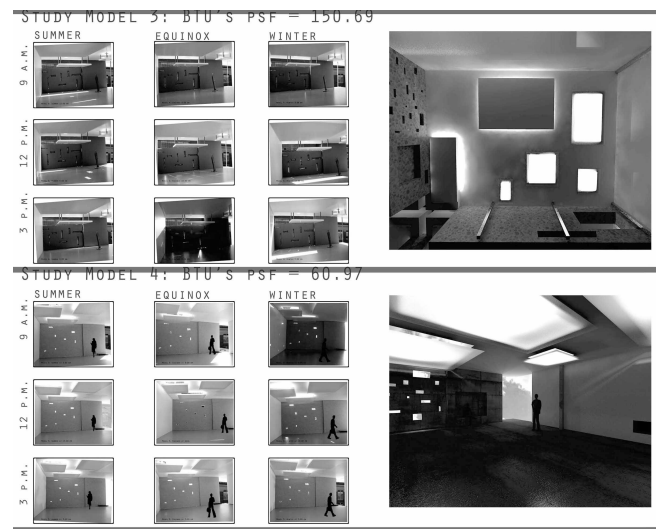 STUDY MODEL 3: BTU'S PSF = 150.69
SUMMER EQUINOX WINTER
9 A.M.
12 P.M.
3 P.M.
STUDY MODEL 4: BTU'S PSF = 60.97
SUMMER EQUINOX WINTER
9 A.M.
12 P.M.
3 P.M.